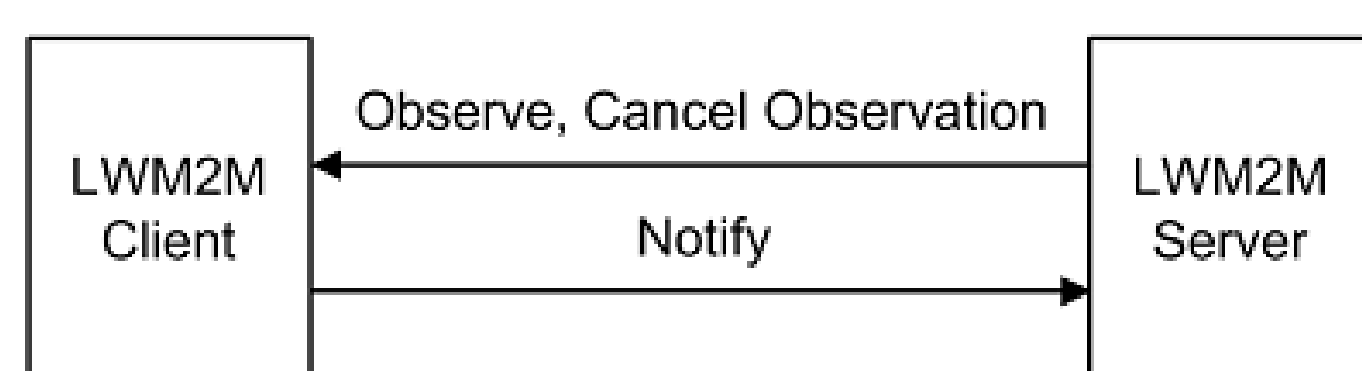 Observe, Cancel Observation
LWM2M
Client
Notify
LWM2M
Server